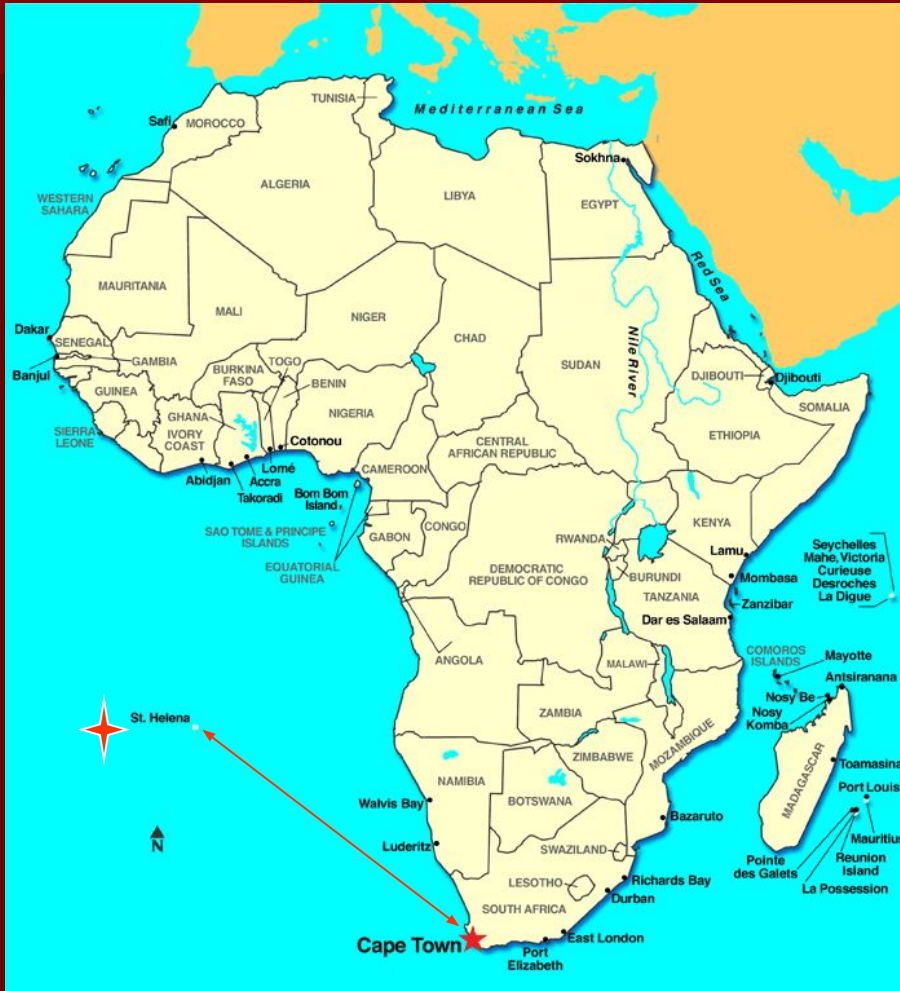 TUNISIA
Mediterranean Sea
Safi
MOROCCO
Sokhna
ALGERIA
LIBYA
EGYPT
WESTERN
SAHARA
Red Sea
MAURITANIA
MALI
NIGER
CHAD
SUDAN
Nile River
Dakar
SENEGAL
Banjul
GAMBIA
TOGO
BURKINA
FASO
BENIN
DJIBOUTI
Djibouti
GUINEA
GHANA
NIGERIA
SOMALIA
SIERRA
LEONE
IVORY
COAST
Cotonou
CENTRAL
AFRICAN REPUBLIC
ETHIOPIA
Abidjan
Lomé
Accra
Takoradi
CAMEROON
Bom Bom
Island
SAO TOME & PRINCIPE
ISLANDS
GABON
CONGO
KENYA
EQUATORIAL
GUINEA
RWANDA
Lamu
Seychelles
Mahe, Victoria
Curieuse
Desroches
La Digue
DEMOCRATIC
REPUBLIC OF CONGO
BURUNDI
TANZANIA
Mombasa
Zanzibar
Dar es Salaam
ANGOLA
MALAWI
COMOROS
ISLANDS
Mayotte
Antsiranana
Nosy Be
Nosy
Komba
St. Helena
ZAMBIA
MOZAMBIQUE
ZIMBABWE
MADAGASCAR
Toamasina
NAMIBIA
BOTSWANA
Port Louis
Walvis Bay
Bazaruto
Mauritius
N
Luderitz
SWAZILAND
Pointe
des Galets
Reunion
Island
La Possession
LESOTHO
Richards Bay
Durban
SOUTH AFRICA
Cape Town
East London
Port
Elizabeth